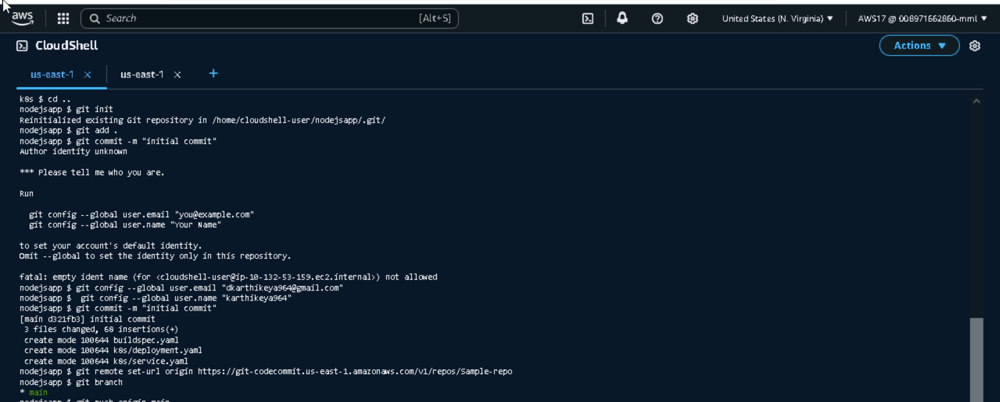 aws
Search [Alt+S]
United States (N. Virginia) ▼
AWS17 @ 008971662860-mml ▼
CloudShell
Actions ▼
us-east-1 ×
us-east-1 ×
+
k8s $ cd ..
nodejsapp $ git init
Reinitialized existing Git repository in /home/cloudshell-user/nodejsapp/.git/
nodejsapp $ git add .
nodejsapp $ git commit -m "initial commit"
Author identity unknown
*** Please tell me who you are.
Run
git config --global user.email "you@example.com"
git config --global user.name "Your Name"
to set your account's default identity.
Omit --global to set the identity only in this repository.
fatal: empty ident name (for <cloudshell-user@ip-10-132-53-159.ec2.internal>) not allowed
nodejsapp $ git config --global user.email "dkarthikeya964@gmail.com"
nodejsapp $  git config --global user.name "karthikeya964"
nodejsapp $ git commit -m "initial commit"
[main d321fb3] initial commit
3 files changed, 68 insertions(+)
create mode 100644 buildspec.yaml
create mode 100644 k8s/deployment.yaml
create mode 100644 k8s/service.yaml
nodejsapp $ git remote set-url origin https://git-codecommit.us-east-1.amazonaws.com/v1/repos/Sample-repo
nodejsapp $ git branch
* main
nodejsapp $ git push origin main